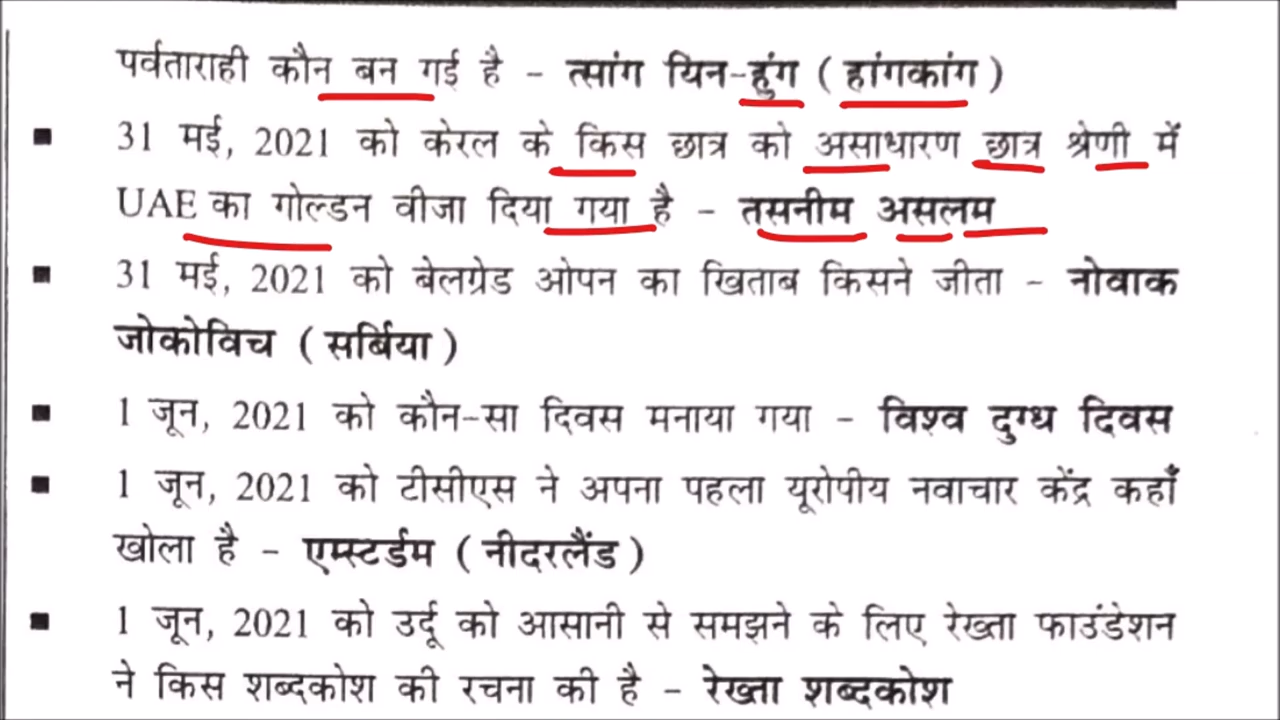 पर्वताराही कौन बन गई है - त्सांग यिन-हुंग (हांगकांग)
■ 31 मई, 2021 को केरल के किस छात्र को असाधारण छात्र श्रेणी में
UAE का गोल्डन वीजा दिया गया है - तसनीम असलम
■ 31 मई, 2021 को बेलग्रेड ओपन का खिताब किसने जीता - नोवाक
जोकोविच (सर्बिया)
■ 1 जून, 2021 को कौन-सा दिवस मनाया गया - विश्व दुग्ध दिवस
■ 1 जून, 2021 को टीसीएस ने अपना पहला यूरोपीय नवाचार केंद्र कहाँ
खोला है - एम्स्टर्डम (नीदरलैंड)
■ 1 जून, 2021 को उर्दू को आसानी से समझने के लिए रेख्ता फाउंडेशन
ने किस शब्दकोश की रचना की है - रेख्ता शब्दकोश